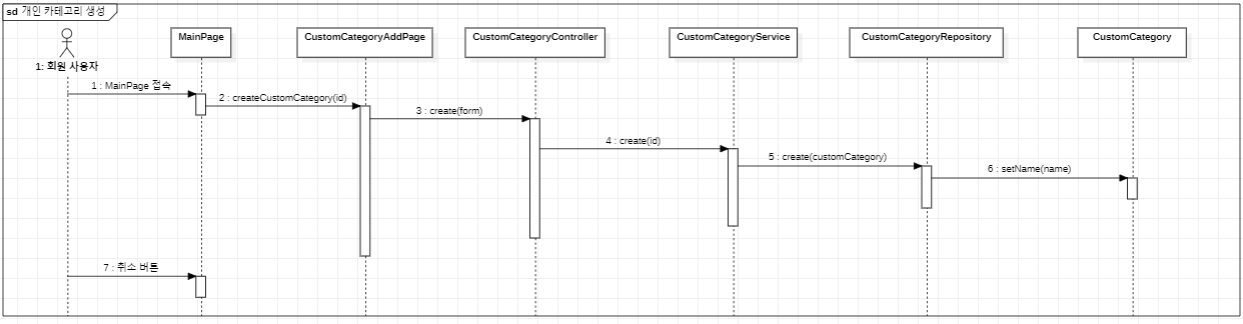 sd 개인 카테고리 생성
MainPage
CustomCategoryAddPage
CustomCategoryController
CustomCategoryService
CustomCategoryRepository
CustomCategory
1: 회원 사용자
1 : MainPage 접속
2 : createCustomCategory(id)
3 : create(form)
4 : create(id)
5 : create(customCategory)
6 : setName(name)
7 : 취소 버튼